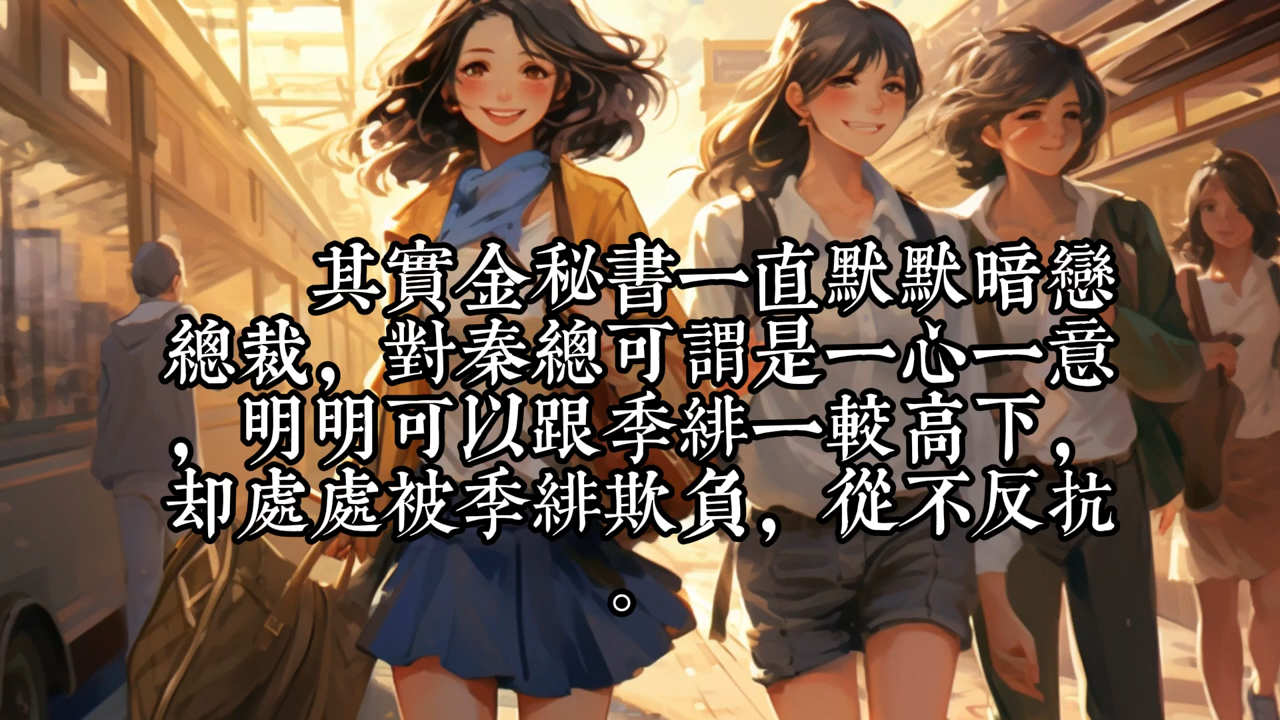 其實金秘書一直默默暗戀
總裁，對秦總可謂是一心一意
，明明可以跟季緋一較高下，
却處處被季緋欺負，從不反抗
。